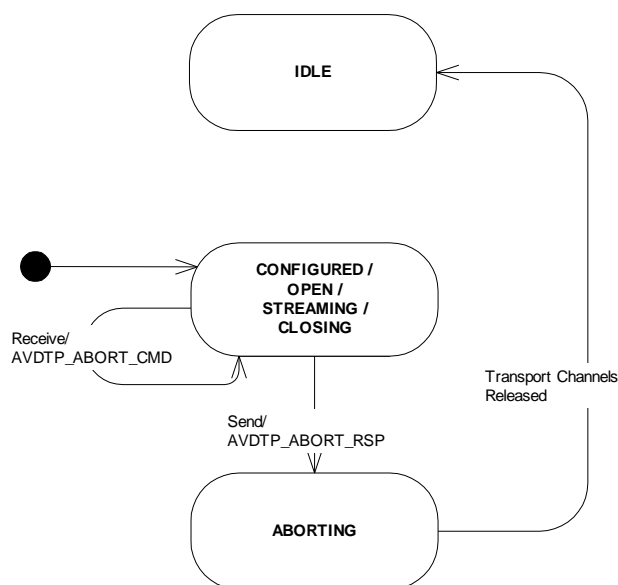 IDLE
CONFIGURED /
OPEN /
STREAMING /
CLOSING
Receive/
AVDTP_ABORT_CMD
Transport Channels
Released
Send/
AVDTP_ABORT_RSP
ABORTING